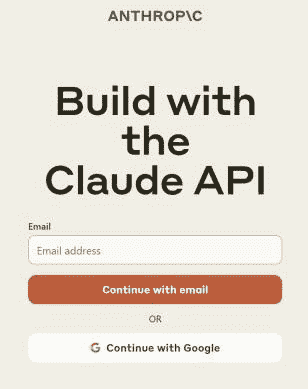 ANTHROP\C
Build with
the
Claude API
Email
Email address
Continue with email
OR
Continue with Google